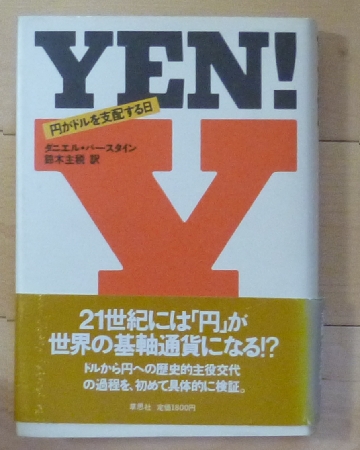 YEN!
円がドルを支配する日
ダニエル・バースタイン
鈴木主税 訳
Y
21世紀には「円」が
世界の基軸通貨になる!?
ドルから円への歴史的主役交代
の過程を、初めて具体的に検証。
草思社 定価1800円